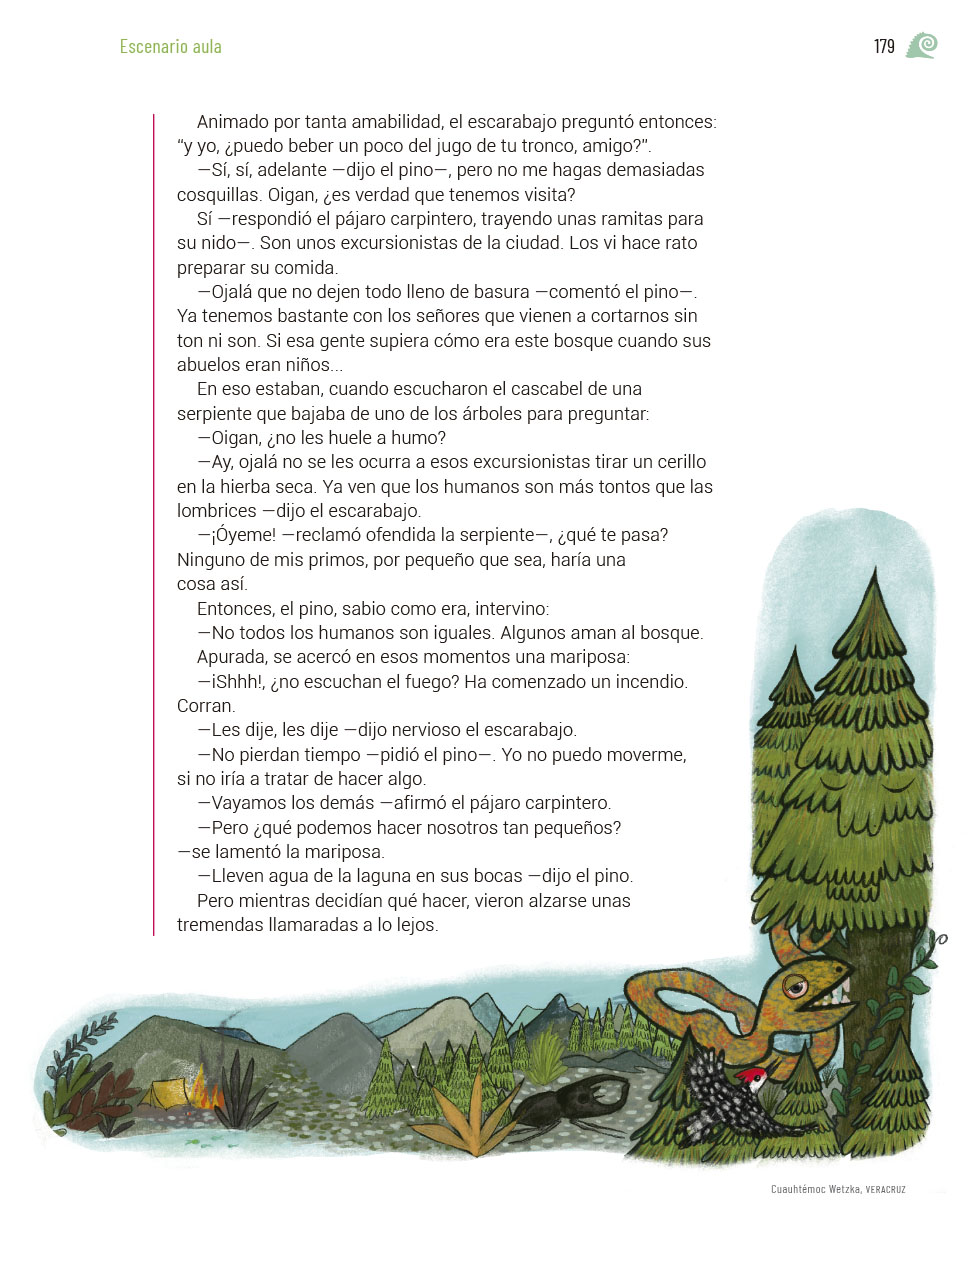 Escenario aula
179
Animado por tanta amabilidad, el escarabajo preguntó entonces:
“y yo, ¿puedo beber un poco del jugo de tu tronco, amigo?”.
—Sí, sí, adelante —dijo el pino—, pero no me hagas demasiadas
cosquillas. Oigan, ¿es verdad que tenemos visita?
Sí —respondió el pájaro carpintero, trayendo unas ramitas para
su nido—. Son unos excursionistas de la ciudad. Los vi hace rato
preparar su comida.
—Ojalá que no dejen todo lleno de basura —comentó el pino—.
Ya tenemos bastante con los señores que vienen a cortarnos sin
ton ni son. Si esa gente supiera cómo era este bosque cuando sus
abuelos eran niños...
En eso estaban, cuando escucharon el cascabel de una
serpiente que bajaba de uno de los árboles para preguntar:
—Oigan, ¿no les huele a humo?
—Ay, ojalá no se les ocurra a esos excursionistas tirar un cerillo
en la hierba seca. Ya ven que los humanos son más tontos que las
lombrices —dijo el escarabajo.
—¡Óyeme! —reclamó ofendida la serpiente—, ¿qué te pasa?
Ninguno de mis primos, por pequeño que sea, haría una
cosa así.
Entonces, el pino, sabio como era, intervino:
—No todos los humanos son iguales. Algunos aman al bosque.
Apurada, se acercó en esos momentos una mariposa:
—¡Shhh!, ¿no escuchan el fuego? Ha comenzado un incendio.
Corran.
—Les dije, les dije —dijo nervioso el escarabajo.
—No pierdan tiempo —pidió el pino—. Yo no puedo moverme,
si no iría a tratar de hacer algo.
—Vayamos los demás —afirmó el pájaro carpintero.
—Pero ¿qué podemos hacer nosotros tan pequeños?
—se lamentó la mariposa.
—Lleven agua de la laguna en sus bocas —dijo el pino.
Pero mientras decidían qué hacer, vieron alzarse unas
tremendas llamaradas a lo lejos.
Cuauhtémoc Wetzka, VERACRUZ